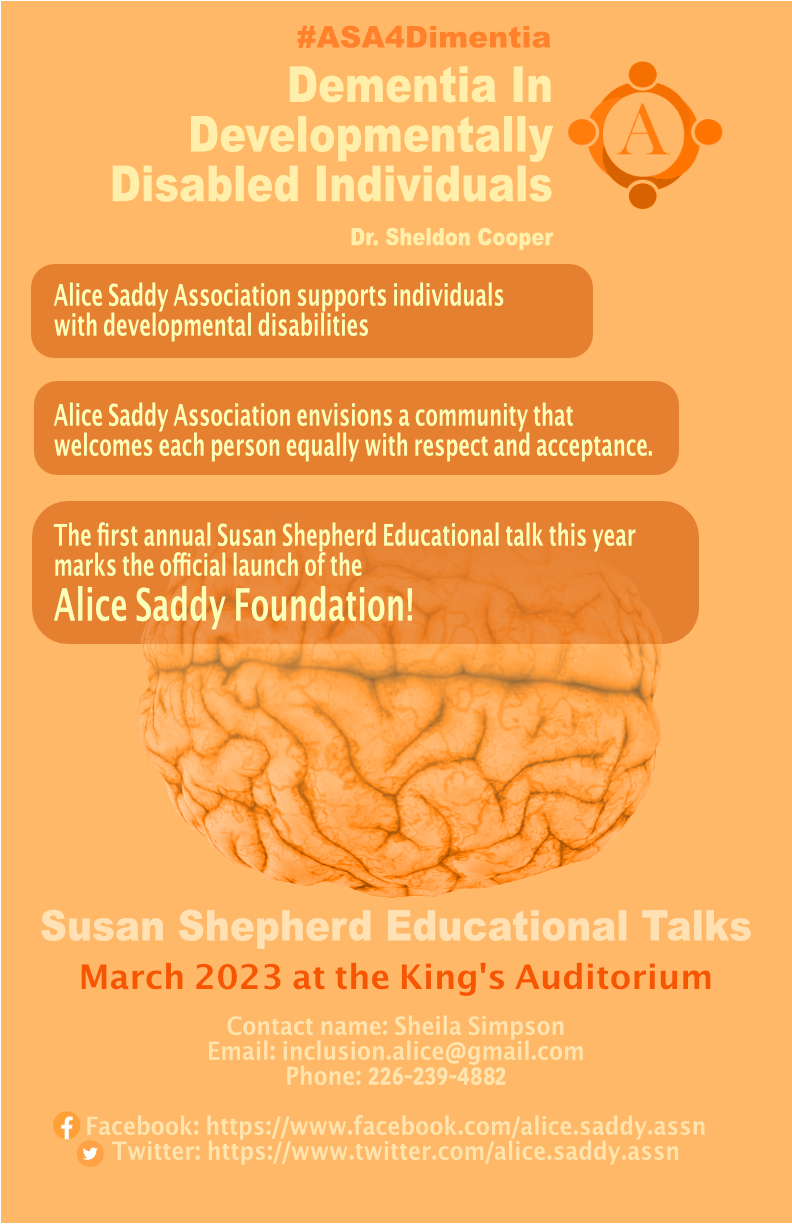 #ASA4Dimentia
Dementia In
Developmentally
Disabled Individuals
A
Dr. Sheldon Cooper
Alice Saddy Association supports individuals
with developmental disabilities
Alice Saddy Association envisions a community that
welcomes each person equally with respect and acceptance.
The first annual Susan Shepherd Educational talk this year
marks the official launch of the
Alice Saddy Foundation!
Susan Shepherd Educational Talks
March 2023 at the King's Auditorium
Contact name: Sheila Simpson
Email: inclusion.alice@gmail.com
Phone: 226-239-4882
Facebook: https://www.facebook.com/alice.saddy.assn
Twitter: https://www.twitter.com/alice.saddy.assn